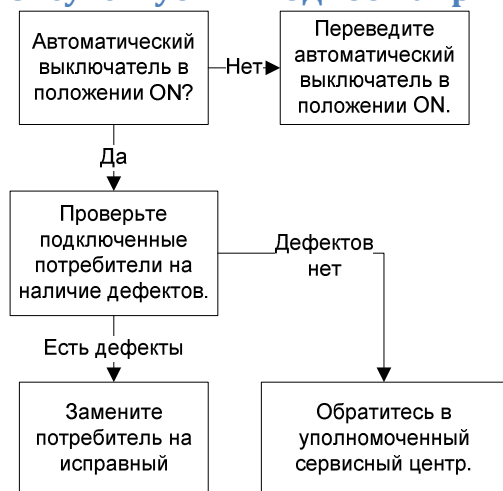 Автоматический
выключатель в
положении ON?
Нет
Переведите
автоматический
выключатель в
положении ON.
Да
Проверьте
подключенные
потребители на
наличие дефектов.
Дефектов
нет
Есть дефекты
Замените
потребитель на
исправный
Обратитесь в
уполномоченный
сервисный центр.